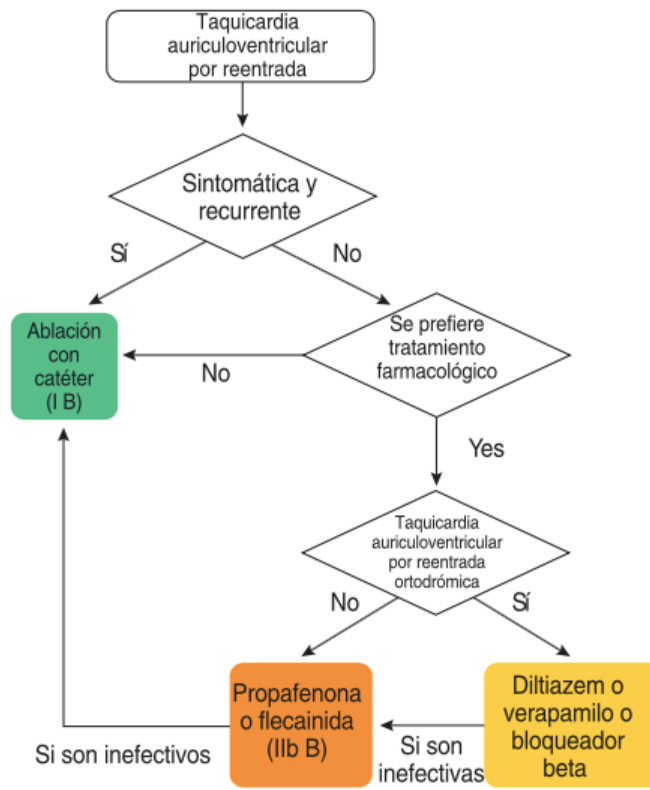 Taquicardia
auriculoventricular
por reentrada
Sintomática y
recurrente
Sí
No
Ablación
con
catéter
(I B)
Se prefiere
tratamiento
farmacológico
No
Yes
Taquicardia
auriculoventricular
por reentrada
ortodrómica
No
Sí
Propafenona
o flecainida
(IIb B)
Diltiazem o
verapamilo o
bloqueador
beta
Si son inefectivos
Si son
inefectivas